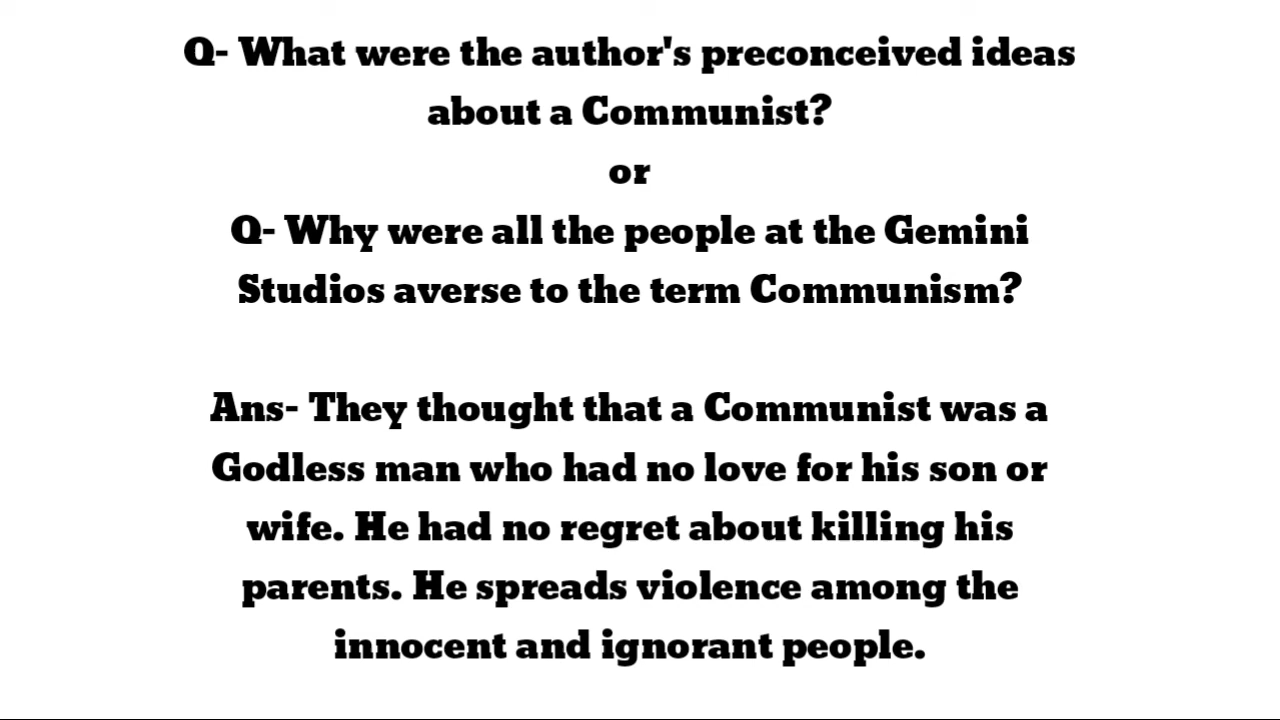 Q- What were the author's preconceived ideas
about a Communist?
or
Q- Why were all the people at the Gemini
Studios averse to the term Communism?
Ans- They thought that a Communist was a
Godless man who had no love for his son or
wife. He had no regret about killing his
parents. He spreads violence among the
innocent and ignorant people.